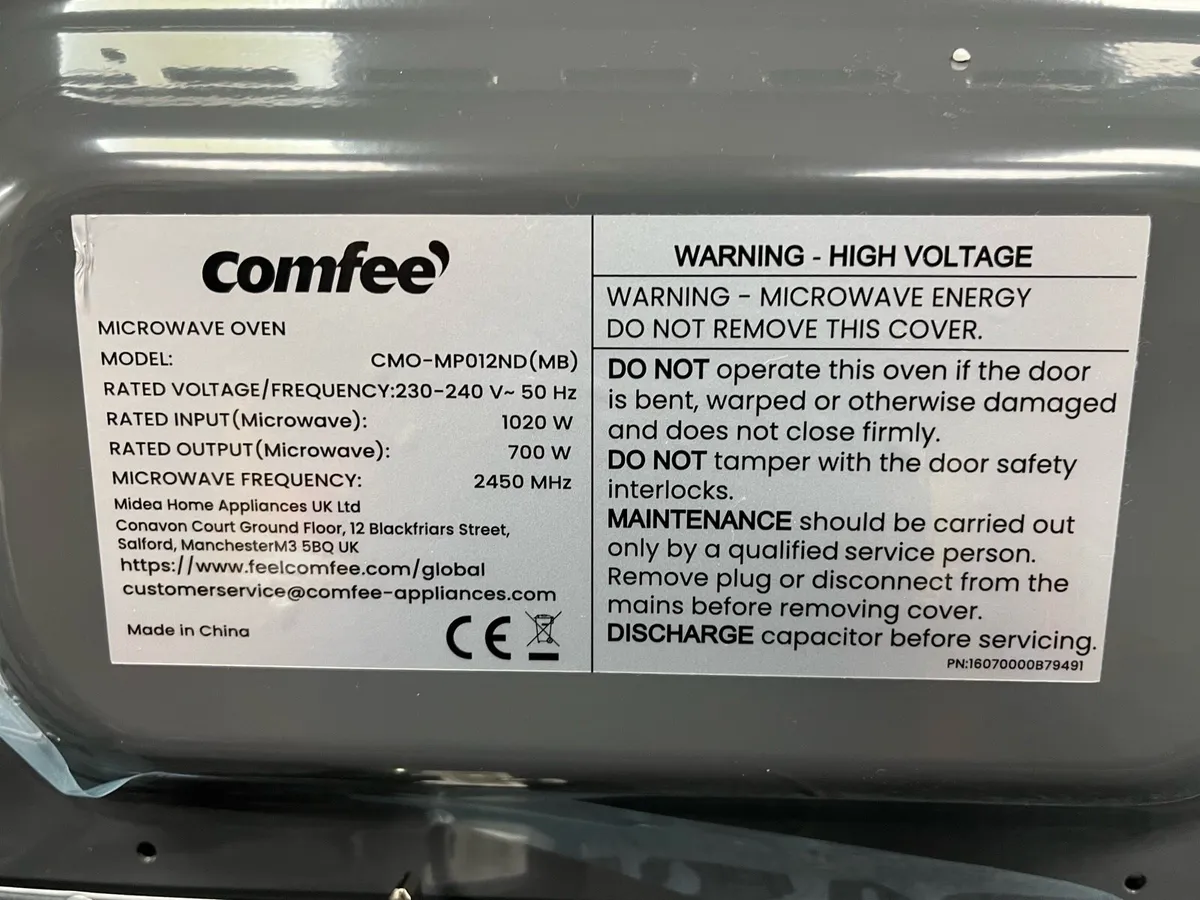 comfee'
MICROWAVE OVEN
MODEL: CMO-MP012ND(MB)
RATED VOLTAGE/FREQUENCY:230-240 V~ 50 Hz
RATED INPUT(Microwave): 1020 W
RATED OUTPUT(Microwave): 700 W
MICROWAVE FREQUENCY: 2450 MHz
Midea Home Appliances UK Ltd
Conavon Court Ground Floor, 12 Blackfriars Street,
Salford, ManchesterM3 5BQ UK
https://www.feelcomfee.com/global
customerservice@comfee-appliances.com
Made in China
CE
WARNING - HIGH VOLTAGE
WARNING - MICROWAVE ENERGY
DO NOT REMOVE THIS COVER.
DO NOT operate this oven if the door
is bent, warped or otherwise damaged
and does not close firmly.
DO NOT tamper with the door safety
interlocks.
MAINTENANCE should be carried out
only by a qualified service person.
Remove plug or disconnect from the
mains before removing cover.
DISCHARGE capacitor before servicing.
PN:16070000B79491